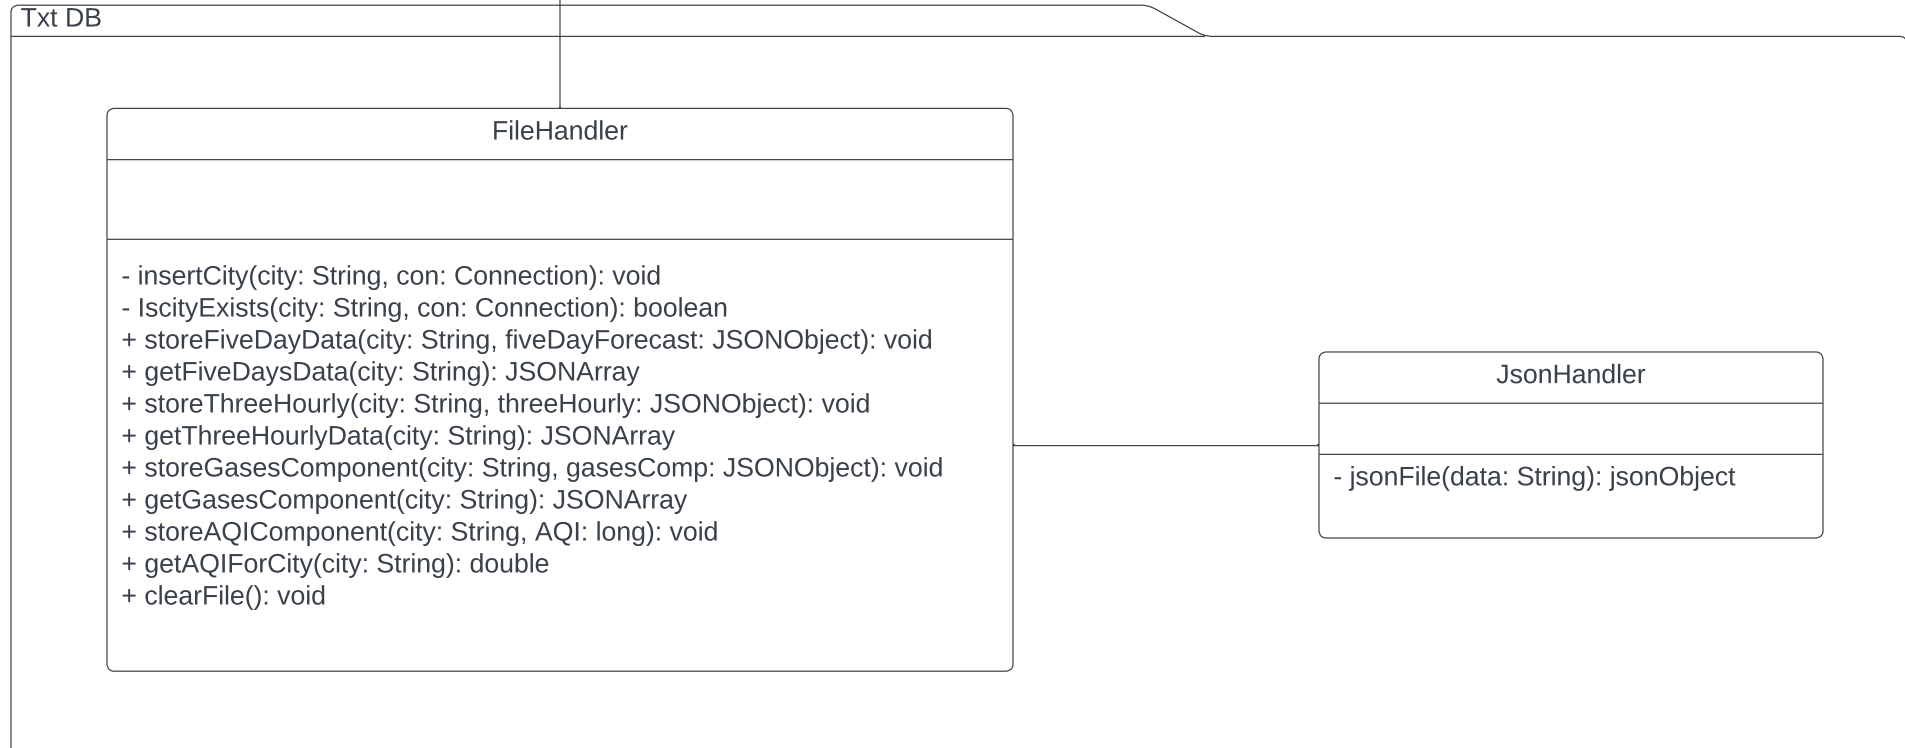 Txt DB
FileHandler
- insertCity(city: String, con: Connection): void
- IscityExists(city: String, con: Connection): boolean
+ storeFiveDayData(city: String, fiveDayForecast: JSONObject): void
+ getFiveDaysData(city: String): JSONArray
+ storeThreeHourly(city: String, threeHourly: JSONObject): void
+ getThreeHourlyData(city: String): JSONArray
+ storeGasesComponent(city: String, gasesComp: JSONObject): void
+ getGasesComponent(city: String): JSONArray
+ storeAQIComponent(city: String, AQI: long): void
+ getAQIForCity(city: String): double
+ clearFile(): void
JsonHandler
- jsonFIle(data: String): jsonObject